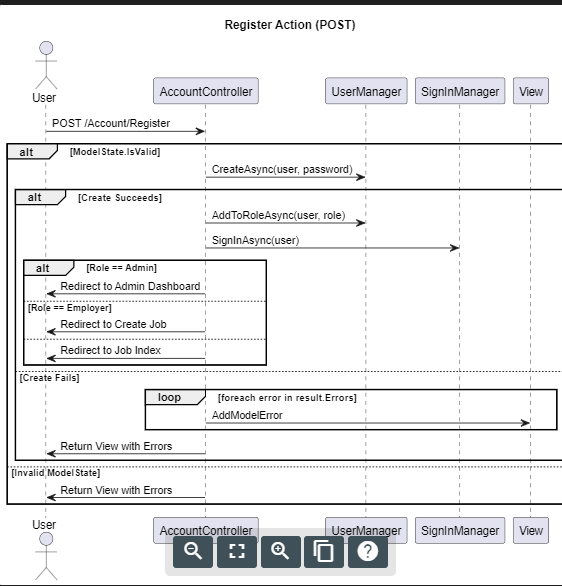 Register Action (POST)
User
AccountController
UserManager
SignInManager
View
POST /Account/Register
alt
[ModelState.IsValid]
CreateAsync(user, password)
alt
[Create Succeeds]
AddToRoleAsync(user, role)
SignInAsync(user)
alt
[Role == Admin]
Redirect to Admin Dashboard
[Role == Employer]
Redirect to Create Job
Redirect to Job Index
[Create Fails]
loop
[foreach error in result.Errors]
AddModelError
Return View with Errors
[Invalid ModelState]
Return View with Errors
User
AccountController
UserManager
SignInManager
View
?